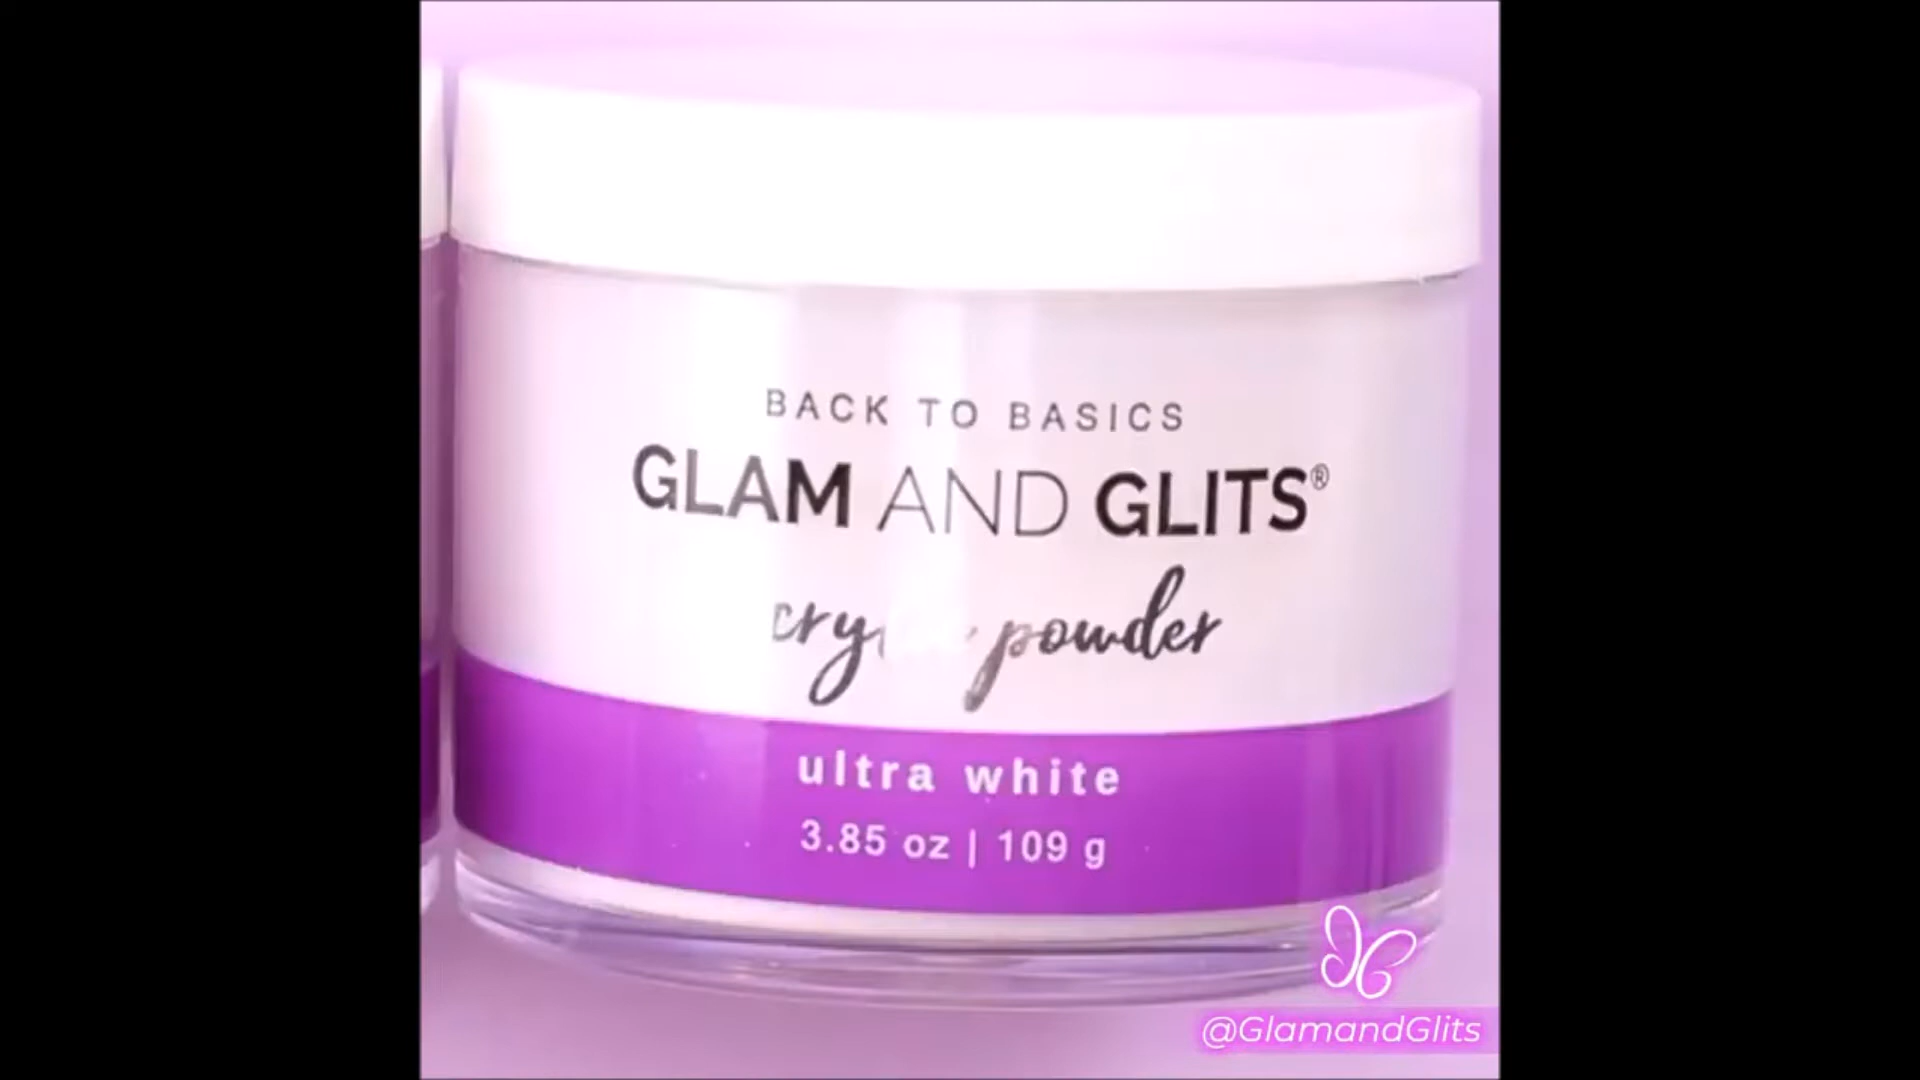 BACK TO BASICS
GLAM AND GLITS®
powder
ultra white
3.85 oz | 109 g
@GlamandGlits